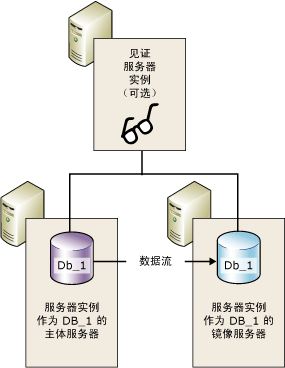 见证
服务器
实例
（可选）
Db_1
数据流
Db_1
服务器实例
作为 DB_1 的
主体服务器
服务器实例
作为 DB_1 的
镜像服务器